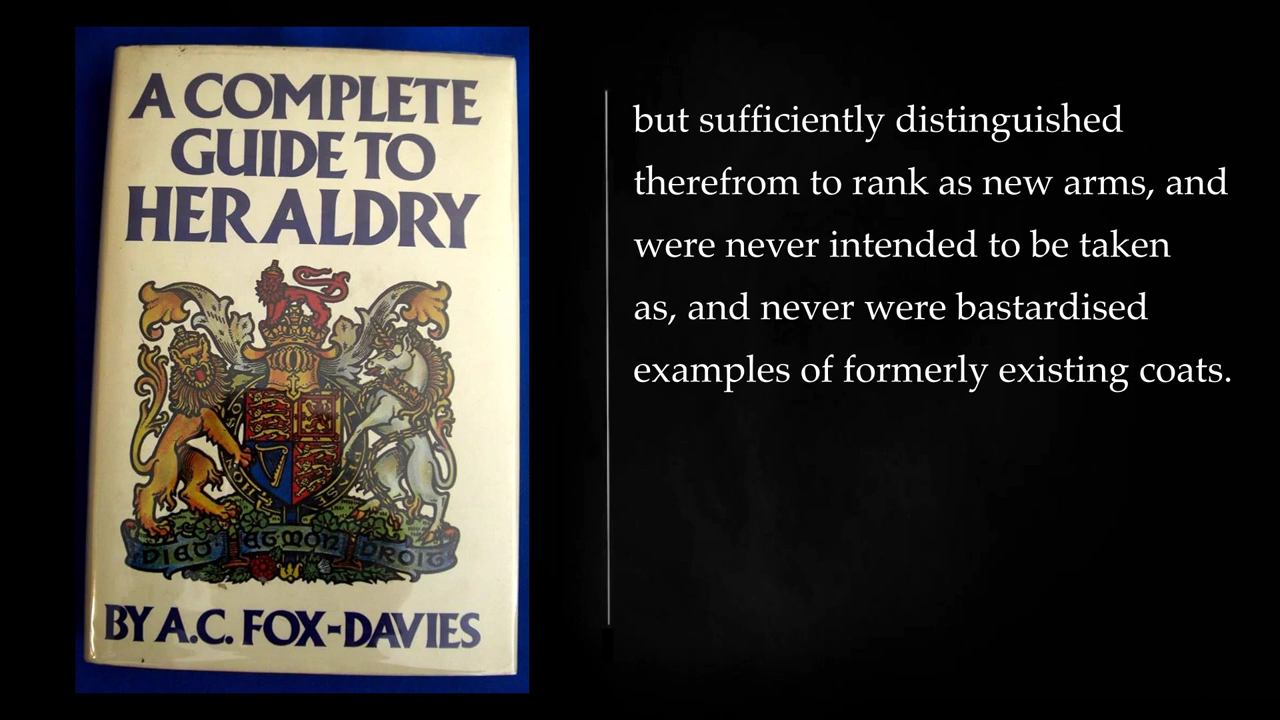 A COMPLETE
GUIDE TO
HERALDRY
DIEU ET MON DROIT
BY A.C. FOX-DAVIES
but sufficiently distinguished
therefrom to rank as new arms, and
were never intended to be taken
as, and never were bastardised
examples of formerly existing coats.